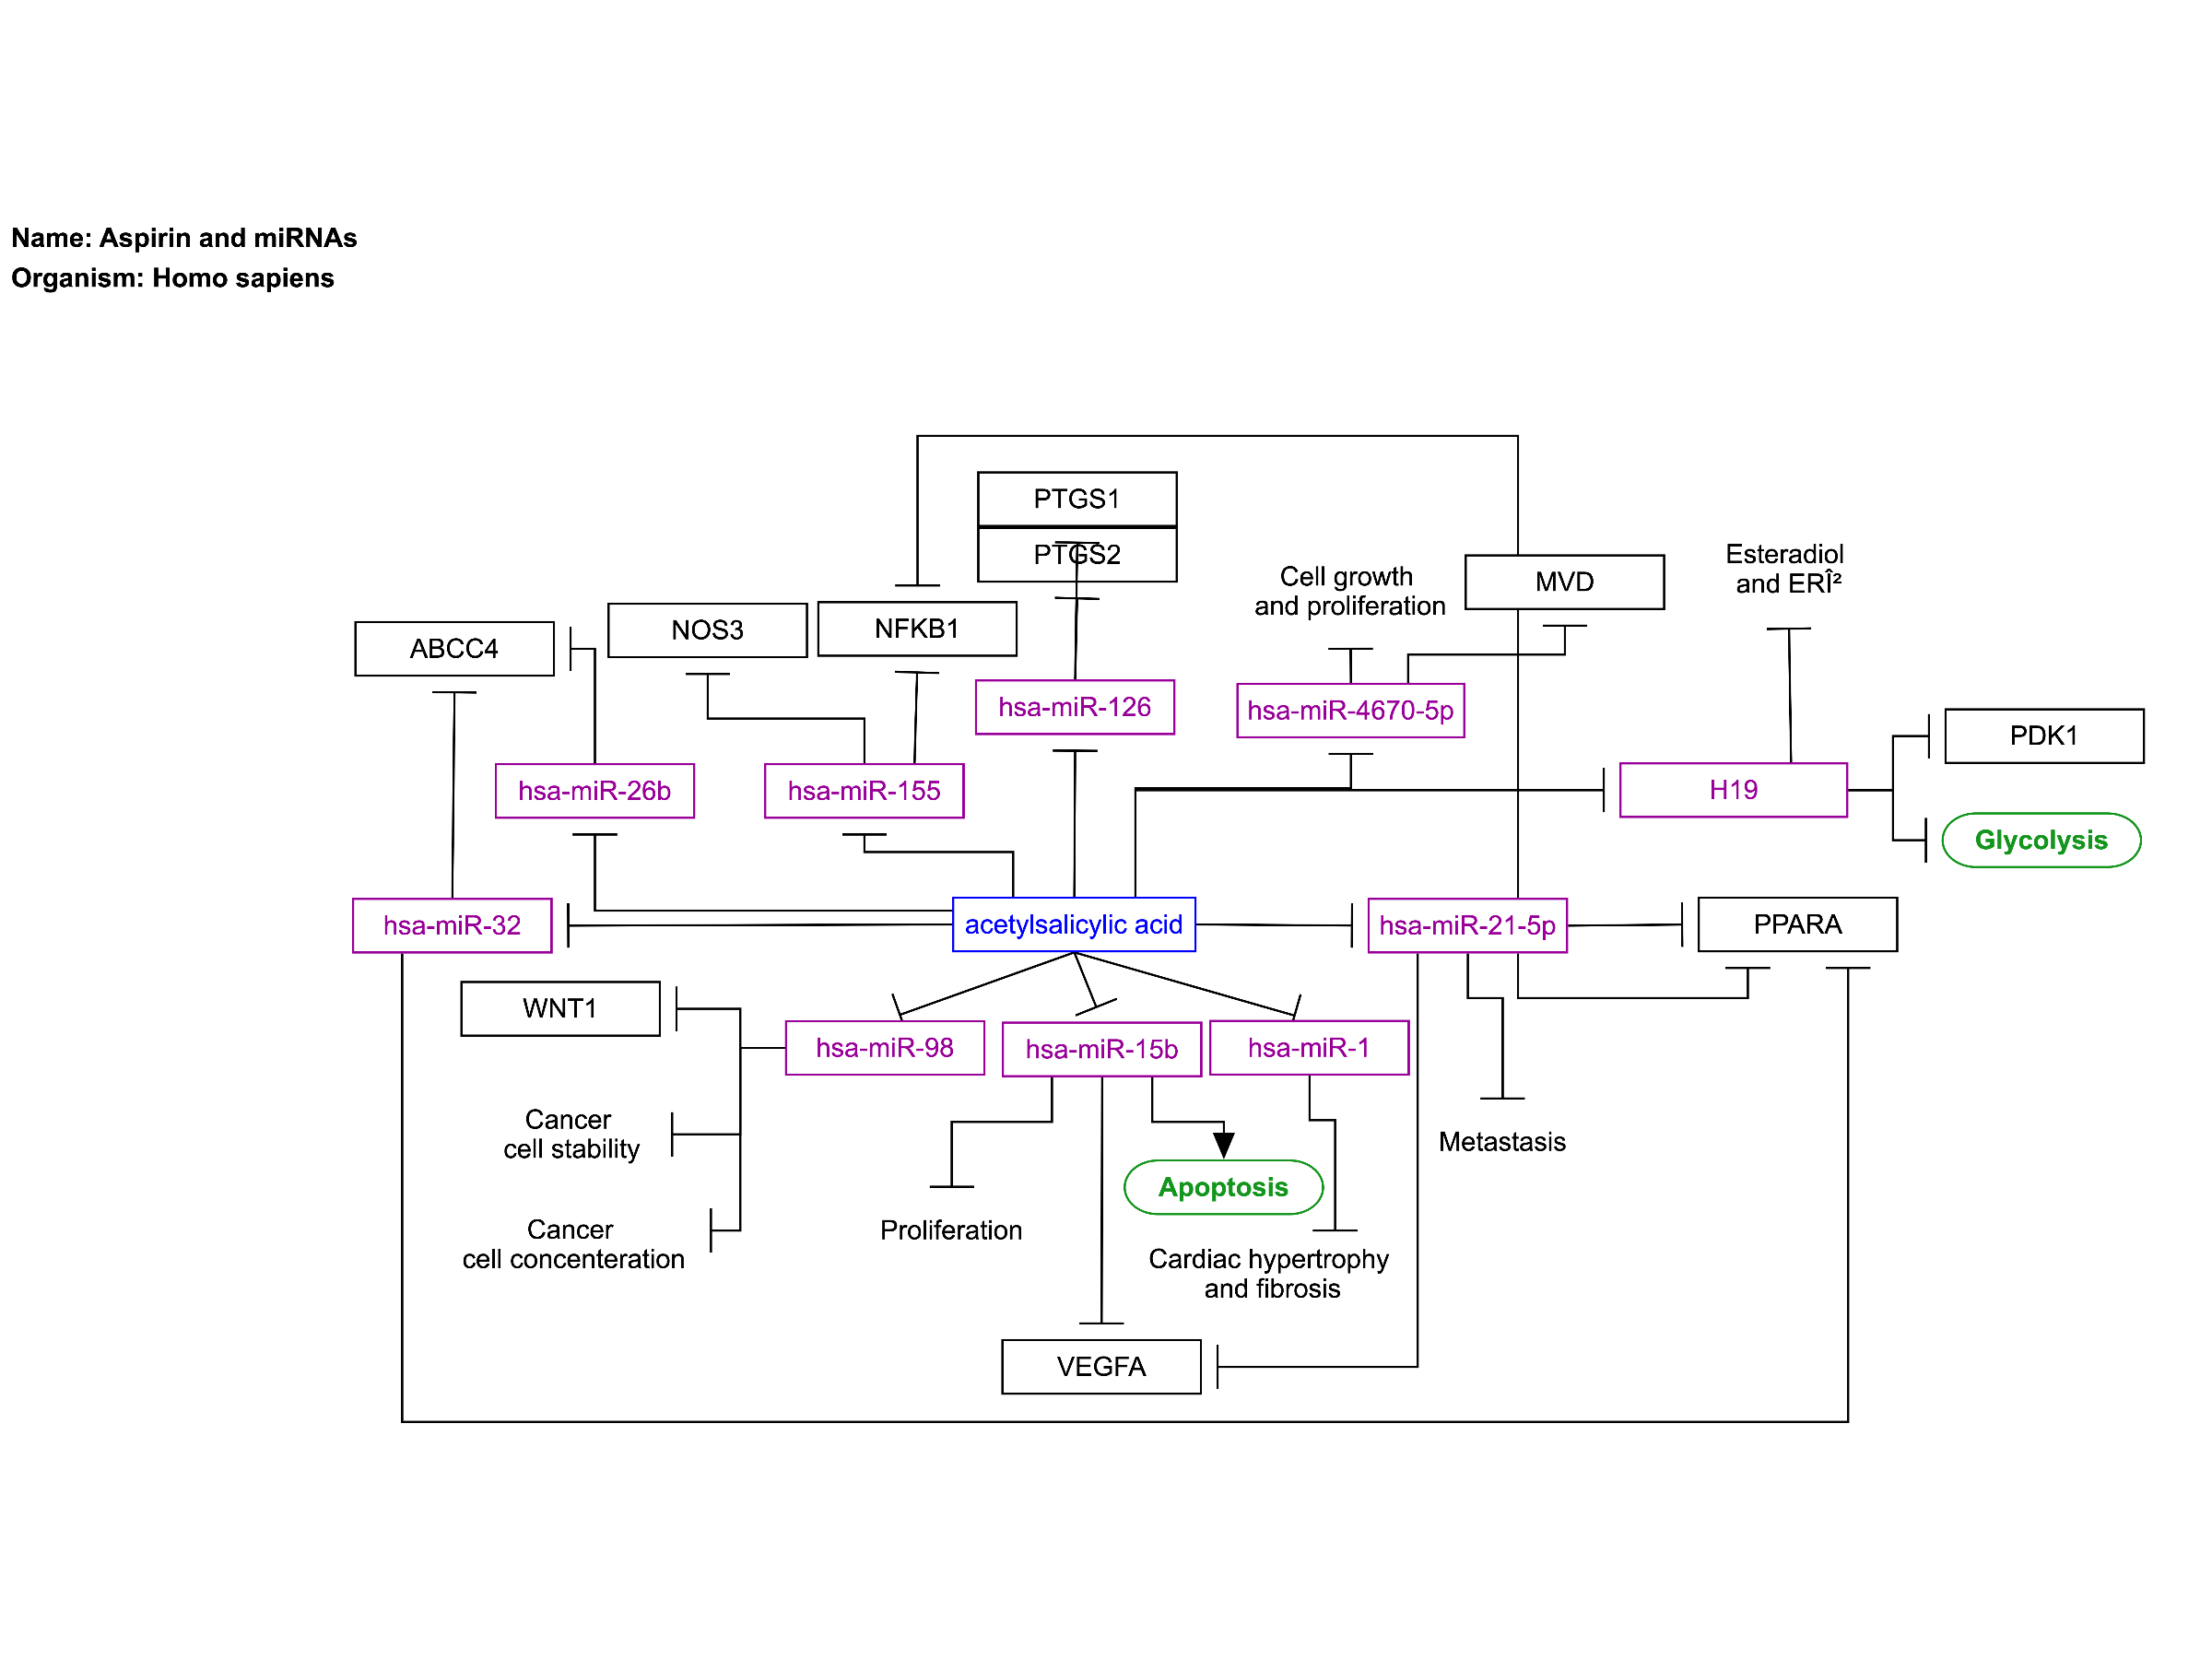 Name: Aspirin and miRNAs
Organism: Homo sapiens
PTGS1
PTGS2
Cell growth
and proliferation
MVD
Esteradiol
and ERÎ²
ABCC4
NOS3
NFKB1
hsa-miR-126
hsa-miR-4670-5p
PDK1
hsa-miR-26b
hsa-miR-155
H19
Glycolysis
hsa-miR-32
acetylsalicylic acid
hsa-miR-21-5p
PPARA
WNT1
hsa-miR-98
hsa-miR-15b
hsa-miR-1
Cancer
cell stability
Metastasis
Apoptosis
Cancer
cell concenteration
Proliferation
Cardiac hypertrophy
and fibrosis
VEGFA